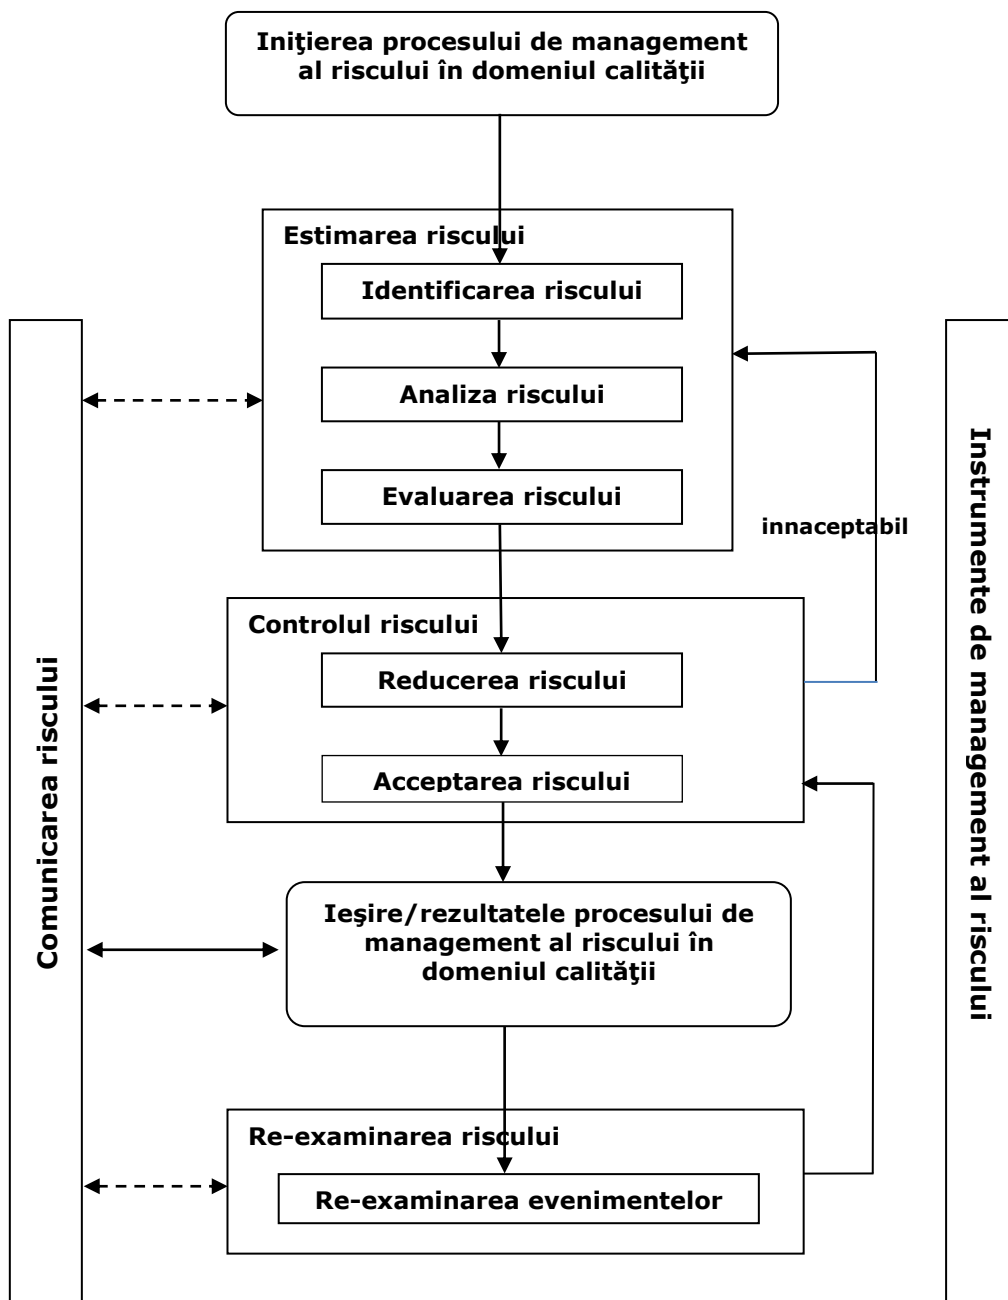 Iniţierea procesului de management
al riscului în domeniul calităţii
Estimarea riscului
Identificarea riscului
Analiza riscului
Evaluarea riscului
innaceptabil
Controlul riscului
Reducerea riscului
Acceptarea riscului
Ieşire/rezultatele procesului de
management al riscului în
domeniul calităţii
Re-examinarea riscului
Re-examinarea evenimentelor
Comunicarea riscului
Instrumente de management al riscului